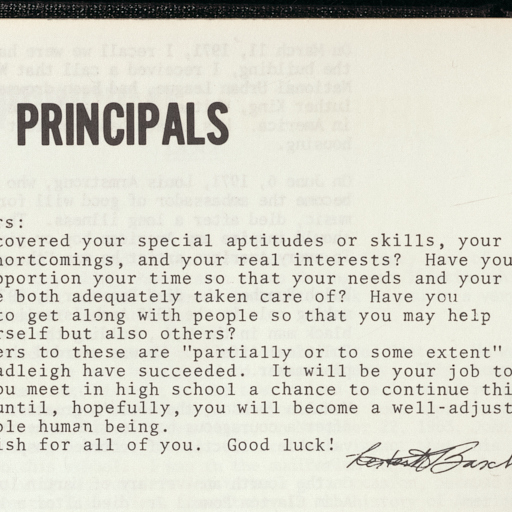 PRINCIPALS
rs:
covered your special aptitudes or skills, your
hortcomings, and your real interests?  Have you
oportion your time so that your needs and your
e both adequately taken care of?  Have you
to get along with people so that you may help
rself but also others?
ers to these are "partially or to some extent"
adleigh have succeeded.  It will be your job to
ou meet in high school a chance to continue thi
until, hopefully, you will become a well-adjust
ble human being.
ish for all of you.  Good luck!